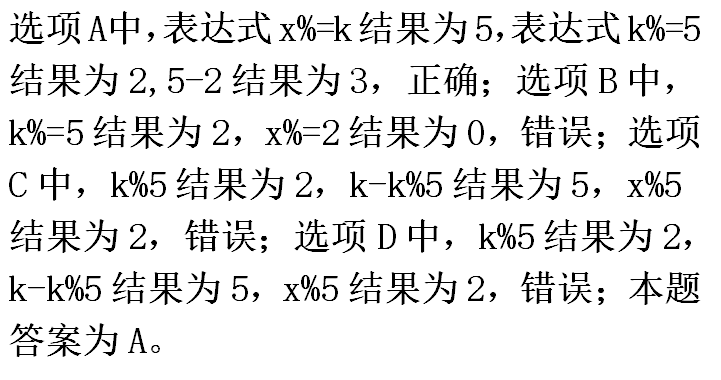 选项A中,表达式x%=k结果为5,表达式k%=5
结果为2,5-2结果为3，正确；选项B中，
k%=5结果为2，x%=2结果为0，错误；选项
C中，k%5结果为2，k-k%5结果为5，x%5
结果为2，错误；选项D中，k%5结果为2，
k-k%5结果为5，x%5结果为2，错误；本题
答案为A。